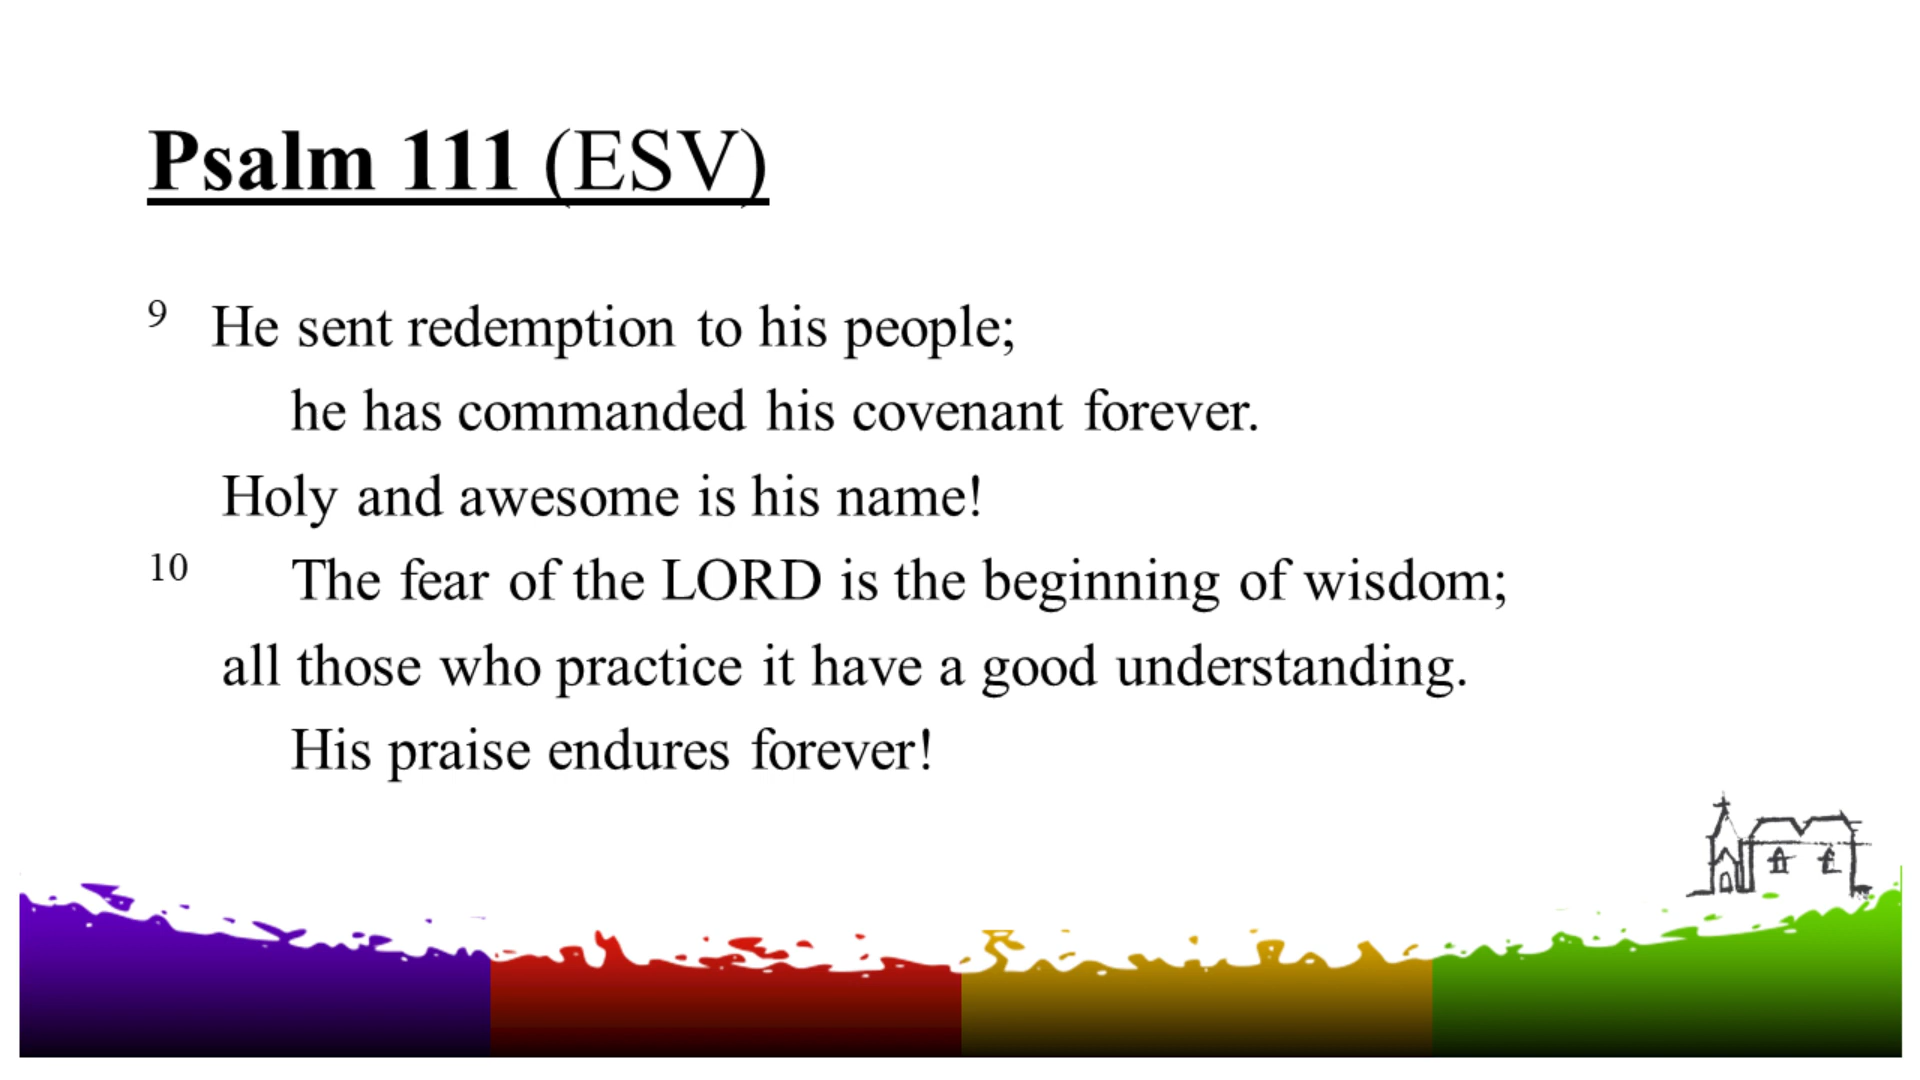 Psalm 111 (ESV)
9 He sent redemption to his people;
he has commanded his covenant forever.
Holy and awesome is his name!
10 The fear of the LORD is the beginning of wisdom;
all those who practice it have a good understanding.
His praise endures forever!